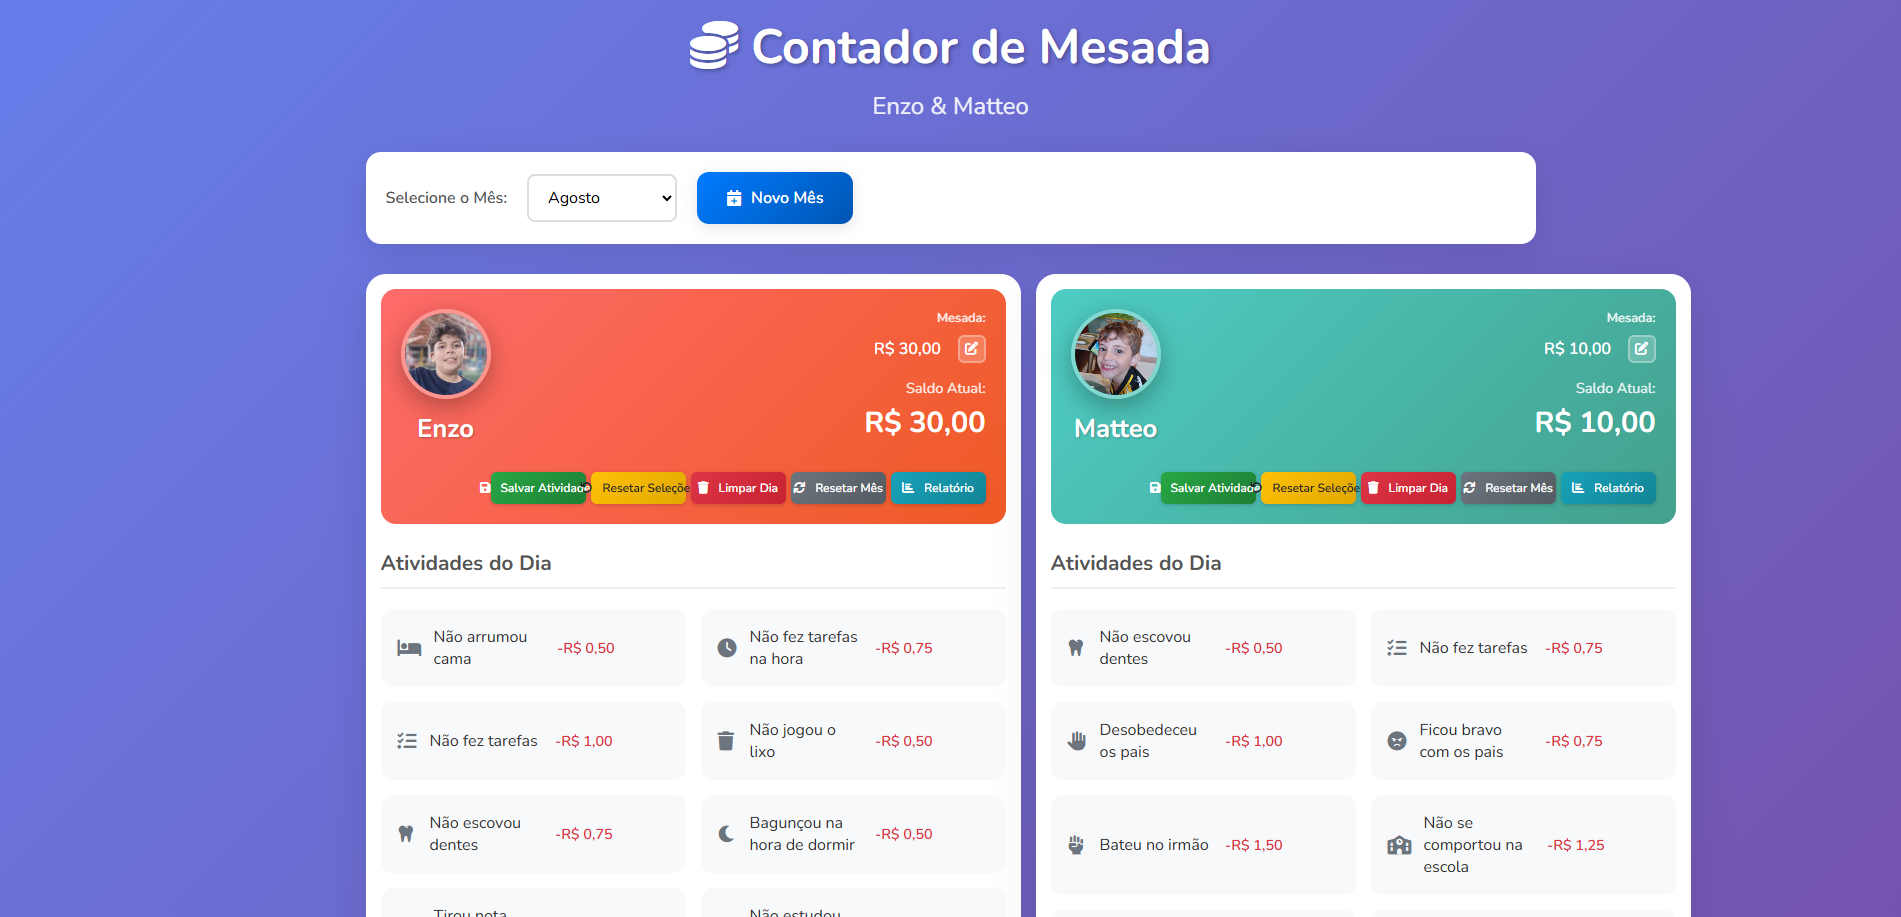 Contador de Mesada
Enzo & Matteo
Selecione o Mês:
Agosto
Novo Mês
Mesada:
R$ 30,00
Saldo Atual:
R$ 30,00
Enzo
Salvar Atividad
Resetar Seleçõe
Limpar Dia
Resetar Mês
Relatório
Atividades do Dia
Não arrumou
cama
-R$ 0,50
Não fez tarefas
na hora
-R$ 0,75
Não fez tarefas
-R$ 1,00
Não jogou o
lixo
-R$ 0,50
Não escovou
dentes
-R$ 0,75
Bagunçou na
hora de dormir
-R$ 0,50
Tirou nota
Não estudou
Mesada:
R$ 10,00
Saldo Atual:
R$ 10,00
Matteo
Salvar Atividad
Resetar Seleçõe
Limpar Dia
Resetar Mês
Relatório
Atividades do Dia
Não escovou
dentes
-R$ 0,50
Não fez tarefas
-R$ 0,75
Desobedeceu
os pais
-R$ 1,00
Ficou bravo
com os pais
-R$ 0,75
Bateu no irmão
-R$ 1,50
Não se
comportou na
escola
-R$ 1,25